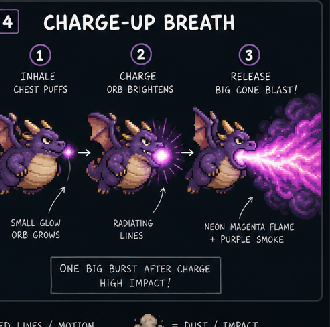 4 CHARGE-UP BREATH
1
INHALE
CHEST PUFFS
2
CHARGE
ORB BRIGHTENS
3
RELEASE
BIG CONE BLAST!
SMALL GLOW
ORB GROWS
RADIATING
LINES
NEON MAGENTA FLAME
+ PURPLE SMOKE
ONE BIG BURST AFTER CHARGE
HIGH IMPACT!
LINES / MOTION
= DUST / IMPACT